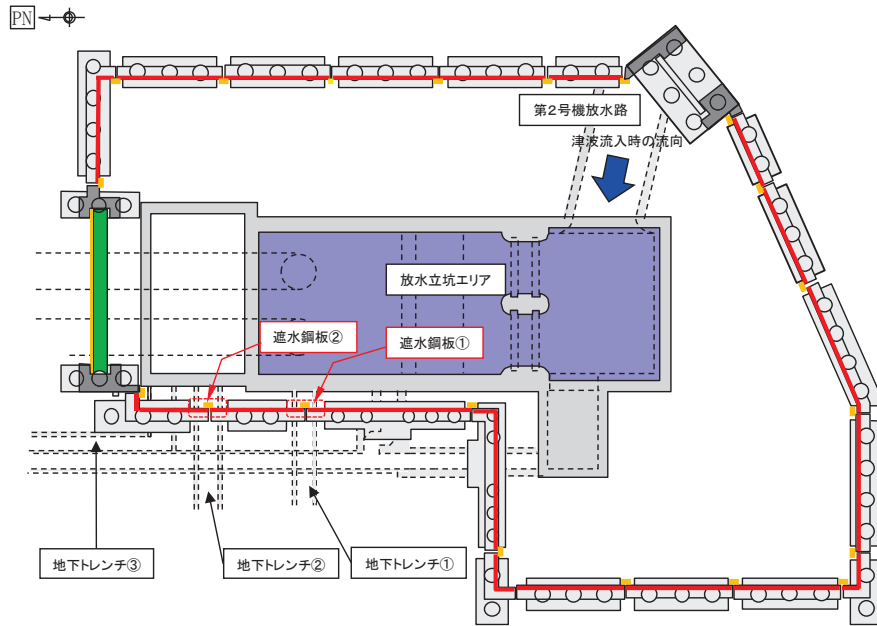 PN
第2号機放水路
津波流入時の流向
放水立坑エリア
遮水鋼板②
遮水鋼板①
地下トレンチ③
地下トレンチ②
地下トレンチ①